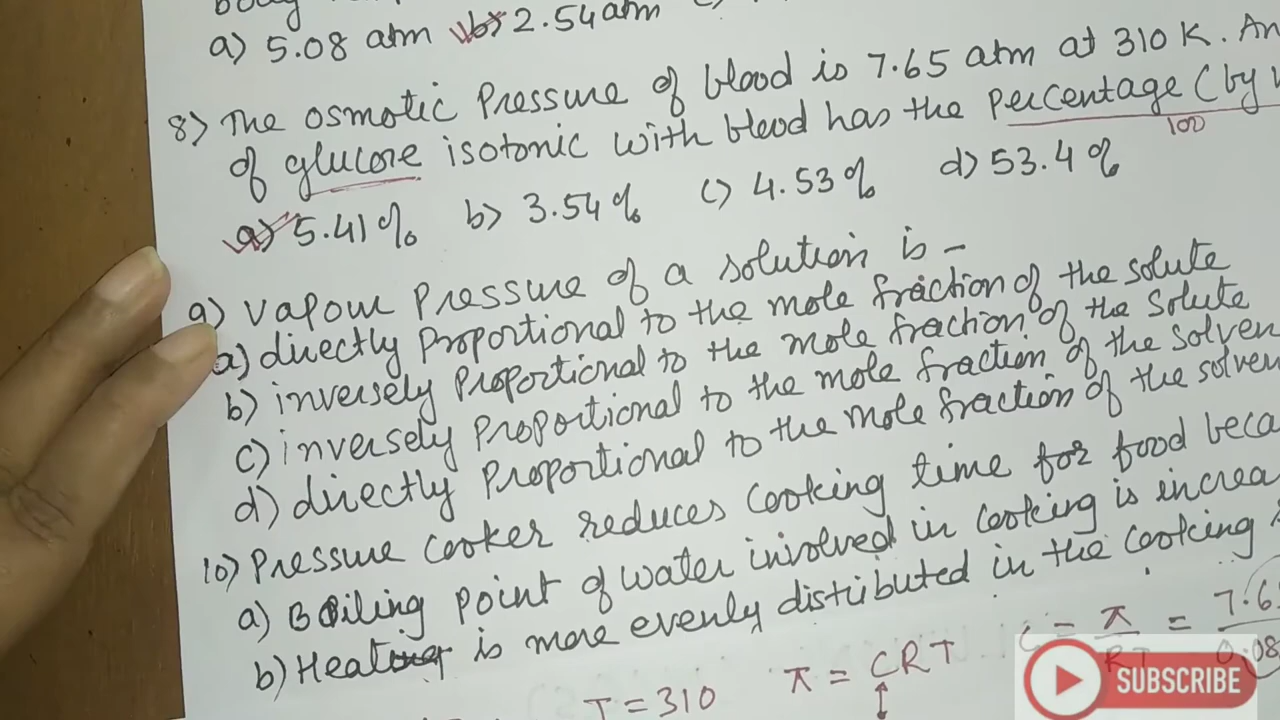 a) 5.08 atm b) 2.54 atm
8) The osmotic Pressure of blood is 7.65 atm at 310 K. An
of glucose isotonic with blood has the percentage (by
100
a) 5.41% b) 3.54% c) 4.53% d) 53.4%
9) Vapour Pressure of a solution is -
a) directly proportional to the mole fraction of the solute
b) inversely proportional to the mole fraction of the solute
c) inversely proportional to the mole fraction of the solven
d) directly proportional to the mole fraction of the solven
10) Pressure cooker reduces cooking time for food beca
a) Boiling point of water involved in cooking is increa
b) Heat is more evenly distributed in the cooking
T = 310 π = CRT C = π/RT = 7.6 / 0.08
SUBSCRIBE